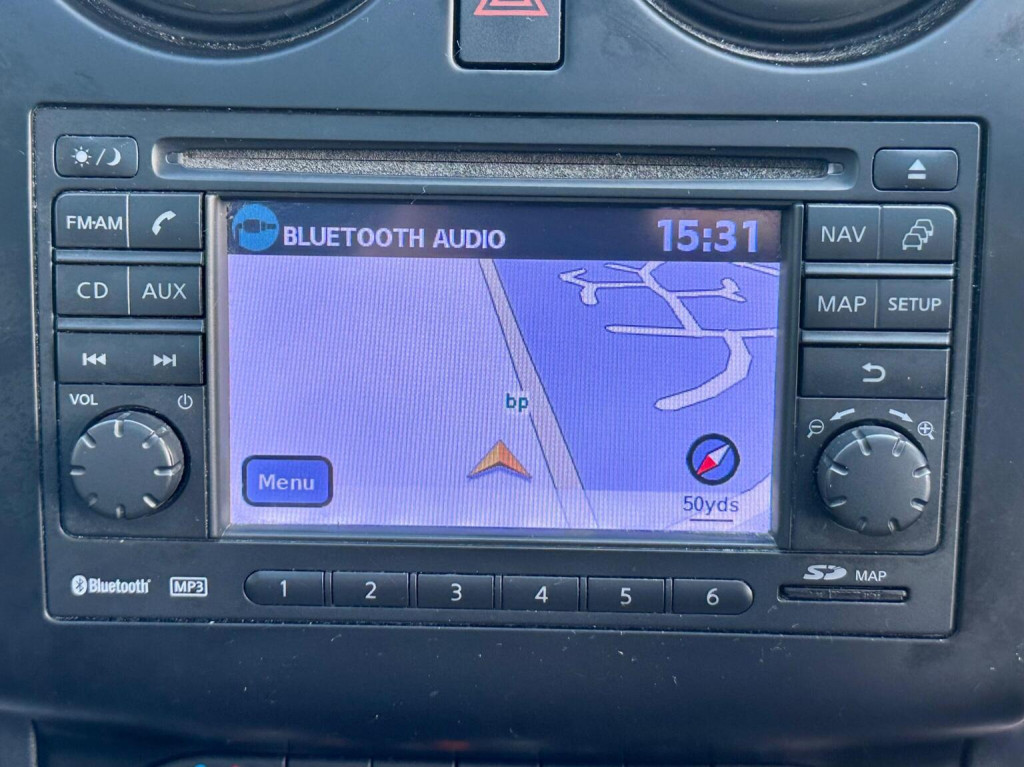 FM·AM
CD AUX
VOL
BLUETOOTH AUDIO 15:31
bp
Menu
50yds
NAV
MAP SETUP
Bluetooth MP3
1 2 3 4 5 6
SD MAP